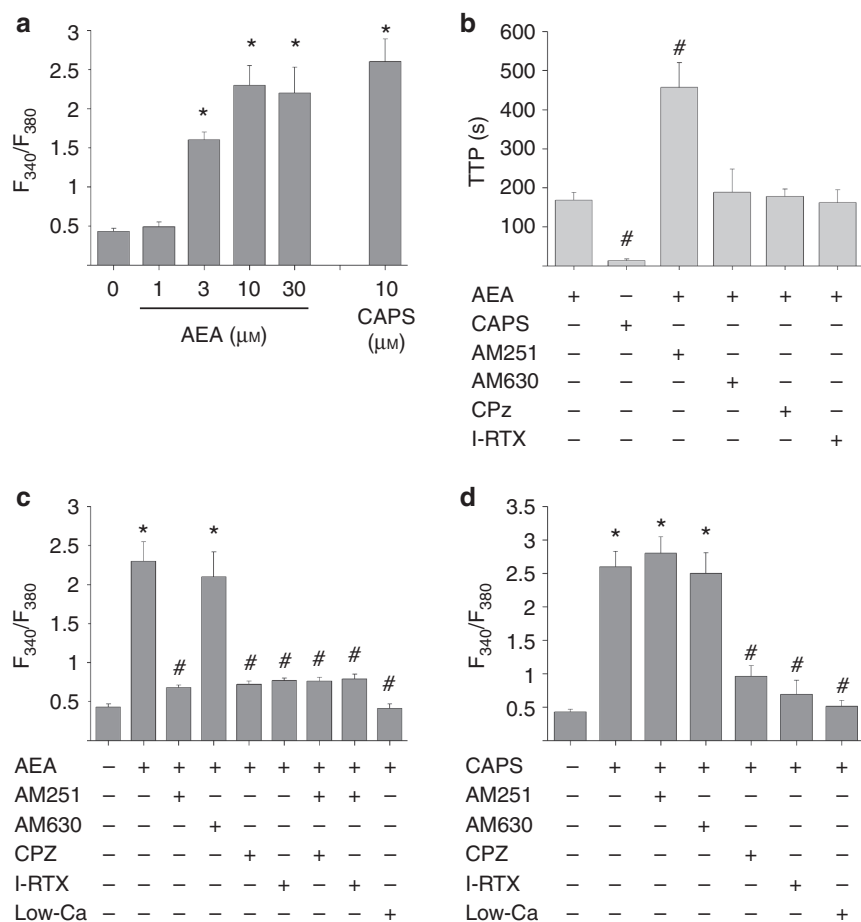 a
F340/F380
3
2.5
2
1.5
1
0.5
* * * *
0 1 3 10 30 10
AEA (μM)
CAPS
(μM)
b
TTP (s)
600
500
400
300
200
100
# #
AEA + – + + + +
CAPS – + – – – –
AM251 – – + – – –
AM630 – – – + – –
CPz – – – – + –
I-RTX – – – – – +
c
F340/F380
3
2.5
2
1.5
1
0.5
* # * # # # # #
AEA – + + + + + + + +
AM251 – – + – – – + + –
AM630 – – – + – – – – –
CPZ – – – – + – + – –
I-RTX – – – – – + – + –
Low-Ca – – – – – – – – +
d
F340/F380
3.5
3
2.5
2
1.5
1
0.5
* * * # # #
CAPS – + + + + + +
AM251 – – + – – – –
AM630 – – – + – – –
CPZ – – – – + – –
I-RTX – – – – – + –
Low-Ca – – – – – – +